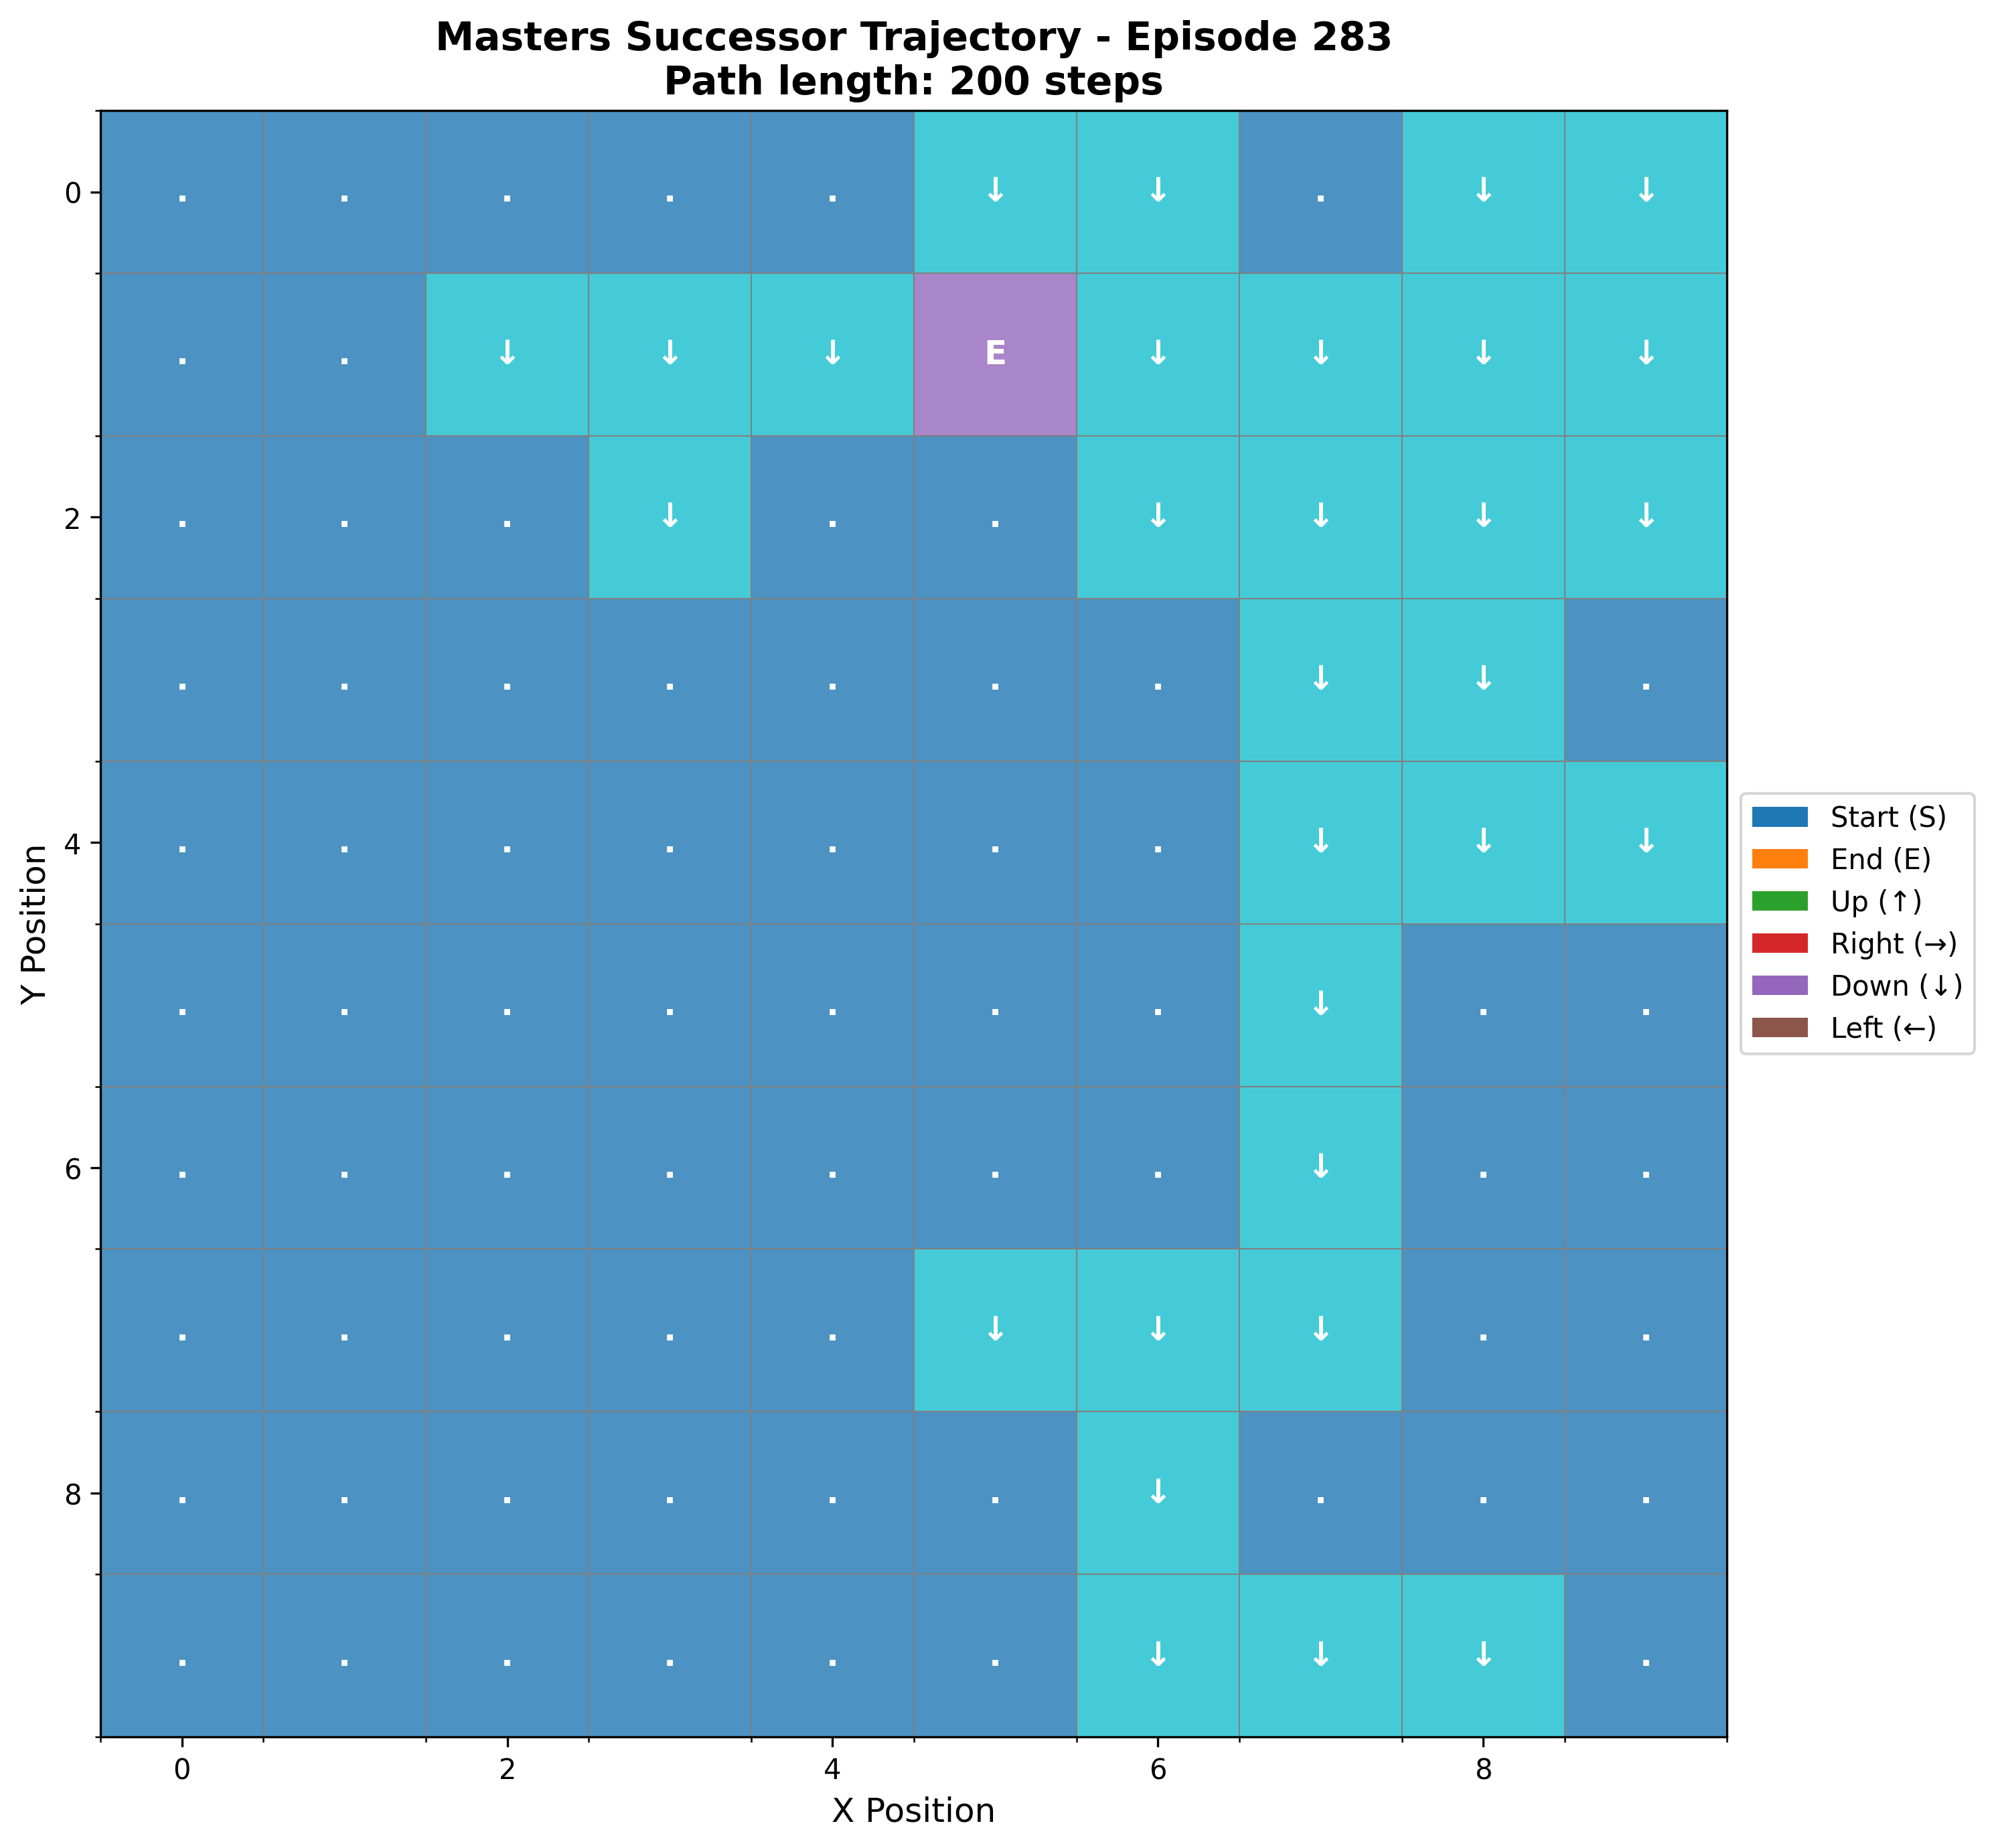 Masters Successor Trajectory - Episode 283
Path length: 200 steps
0 . . . . . ↓ ↓ . ↓ ↓
. . ↓ ↓ ↓ E ↓ ↓ ↓ ↓
2 . . . ↓ . . ↓ ↓ ↓ ↓
. . . . . . . ↓ ↓ .
4 . . . . . . . ↓ ↓ ↓
. . . . . . . ↓ . .
6 . . . . . . . ↓ . .
. . . . . ↓ ↓ ↓ . .
8 . . . . . . ↓ . . .
. . . . . . ↓ ↓ ↓ .
0 2 4 6 8
X Position
Y Position
Start (S)
End (E)
Up (↑)
Right (→)
Down (↓)
Left (←)